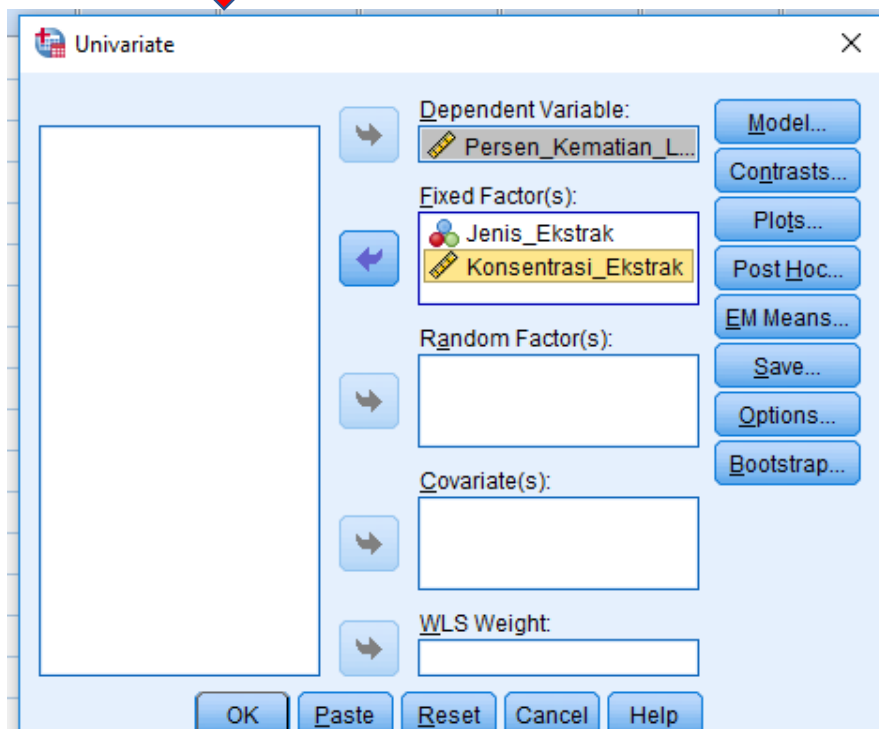 Univariate
Dependent Variable:
Persen_Kematian_L...
Fixed Factor(s):
Jenis_Ekstrak
Konsentrasi_Ekstrak
Random Factor(s):
Covariate(s):
WLS Weight:
Model...
Contrasts...
Plots...
Post Hoc...
EM Means...
Save...
Options...
Bootstrap...
OK Paste Reset Cancel Help